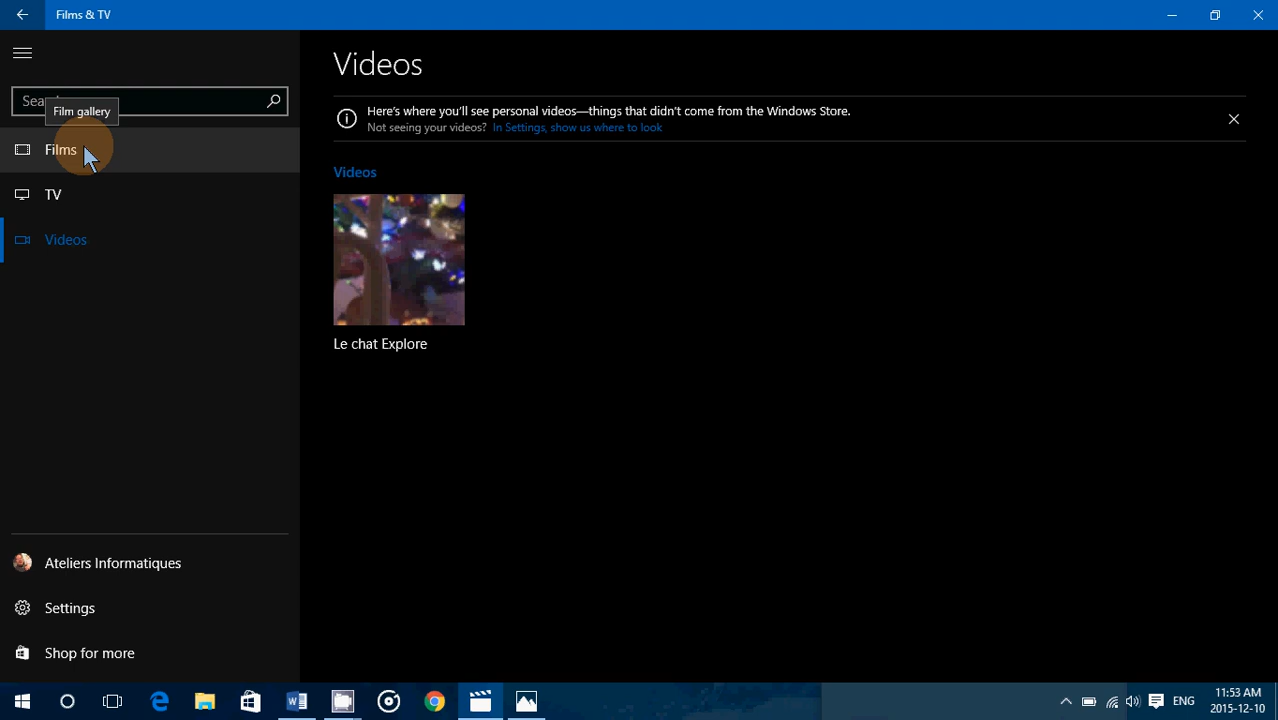 Films & TV
Sea
Film gallery
Films
TV
Videos
Ateliers Informatiques
Settings
Shop for more
Videos
Here's where you'll see personal videos—things that didn't come from the Windows Store.
Not seeing your videos? In Settings, show us where to look
Videos
Le chat Explore
ENG
11:53 AM
2015-12-10